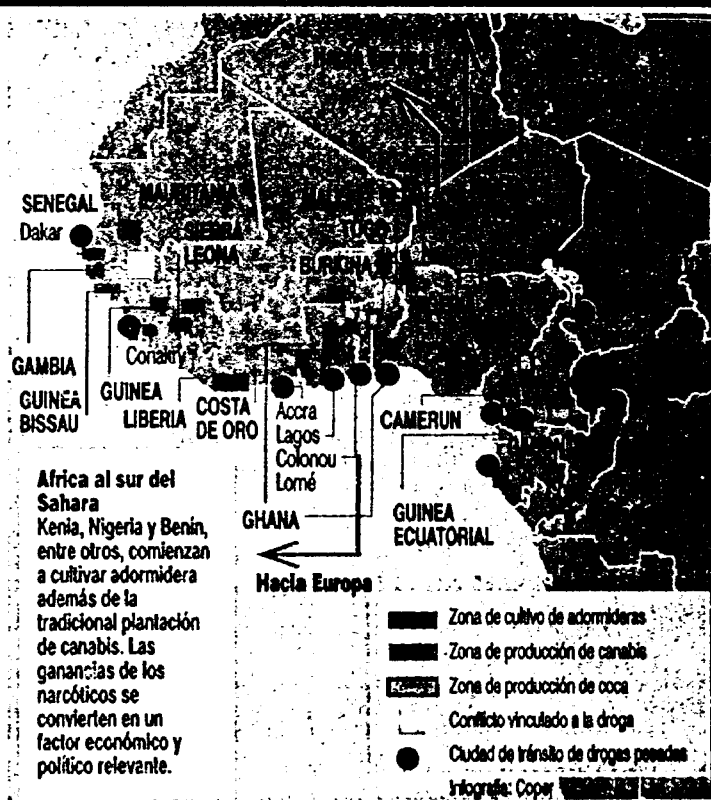 SENEGAL
Dakar
MAURITANIA
SIERRA
LEONA
TOGO
BURKINA
GAMBIA
GUINEA
BISSAU
Conakry
GUINEA
LIBERIA
COSTA
DE ORO
Accra
Lagos
Colonou
Lomé
CAMERUN
GHANA
GUINEA
ECUATORIAL
Hacia Europa
Africa al sur del
Sahara
Kenia, Nigeria y Benín,
entre otros, comienzan
a cultivar adormidera
además de la
tradicional plantación
de canabis. Las
ganancias de los
narcóticos se
convierten en un
factor económico y
político relevante.
Zona de cultivo de adormideras
Zona de producción de canabis
Zona de producción de coca
Conflicto vinculado a la droga
Ciudad de tránsito de drogas pesadas
Infografía: Coper